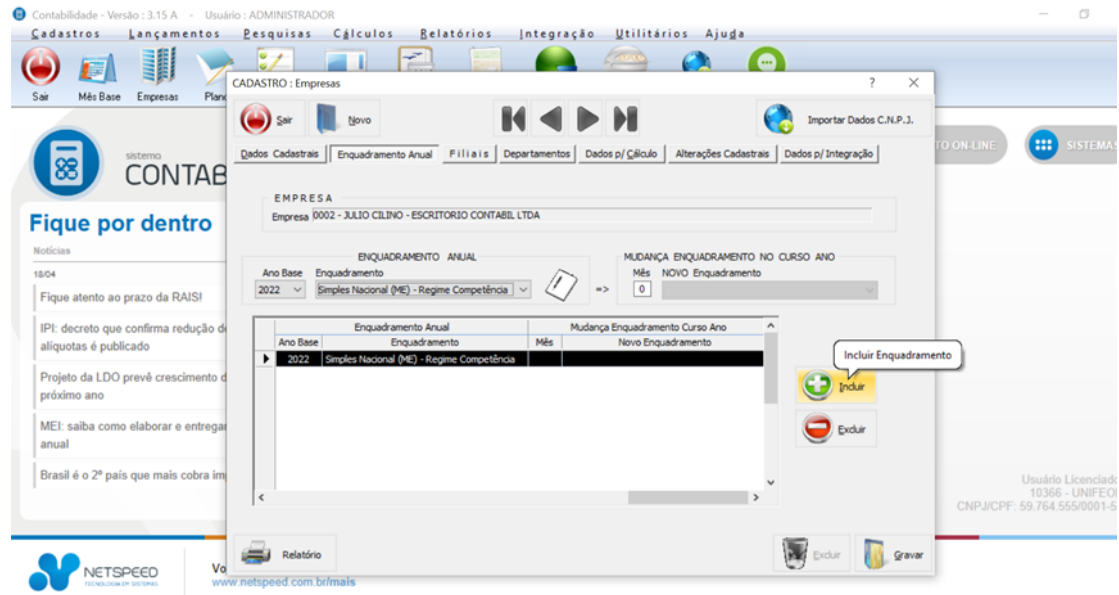 Contabilidade - Versão : 3.15 A - Usuário : ADMINISTRADOR
Cadastros Lançamentos Pesquisas Cálculos Relatórios Integração Utilitários Ajuda
Sair Mês Base Empresas
CADASTRO : Empresas ? ×
Sair Novo Importar Dados C.N.P.J.
Dados Cadastrais Enquadramento Anual Filiais Departamentos Dados p/ Cálculo Alterações Cadastrais Dados p/ Integração
ON-LINE SISTEMAS
sistema
CONTAB
EMPRESA
Empresa 0002 - JULIO CILINO - ESCRITORIO CONTABIL LTDA
Fique por dentro
Notícias
18/04
Fique atento ao prazo da RAIS!
IPI: decreto que confirma redução de
alíquotas é publicado
Projeto da LDO prevê crescimento d
próximo ano
MEI: saiba como elaborar e entregar
anual
Brasil é o 2º país que mais cobra im
ENQUADRAMENTO ANUAL MUDANÇA ENQUADRAMENTO NO CURSO ANO
Ano Base Enquadramento Mês NOVO Enquadramento
2022 Simples Nacional (ME) - Regime Competência => 0
Enquadramento Anual Mudança Enquadramento Curso Ano
Ano Base Enquadramento Mês Novo Enquadramento
2022 Simples Nacional (ME) - Regime Competência
Incluir Enquadramento
Incluir
Excluir
Usuário Licenciado
10366 - UNIFEOB
CNPJ/CPF: 59.764.555/0001-5
Relatório Excluir Gravar
NETSPEED
TECNOLOGIA EM SISTEMAS
Vo
www.netspeed.com.br/mais